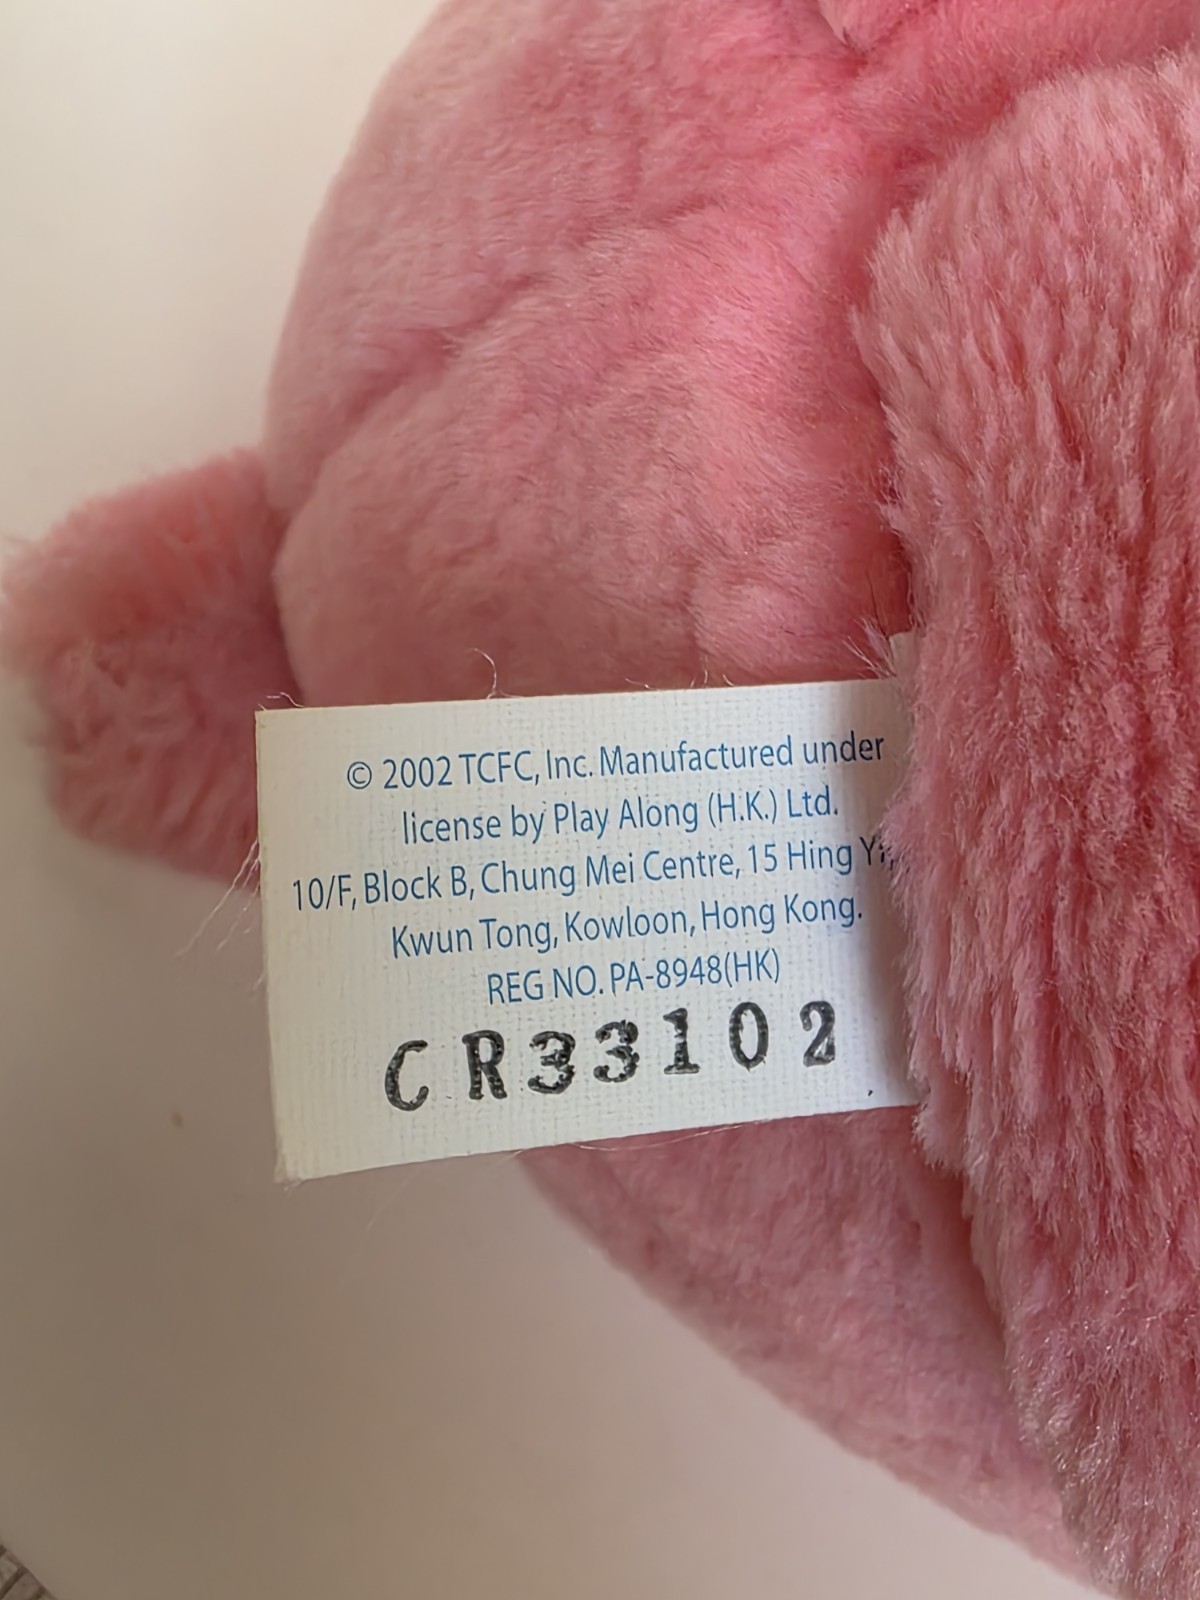 © 2002 TCFC, Inc. Manufactured under
license by Play Along (H.K.) Ltd.
10/F, Block B, Chung Mei Centre, 15 Hing
Kwun Tong, Kowloon, Hong Kong.
REG NO. PA-8948(HK)
CR33102